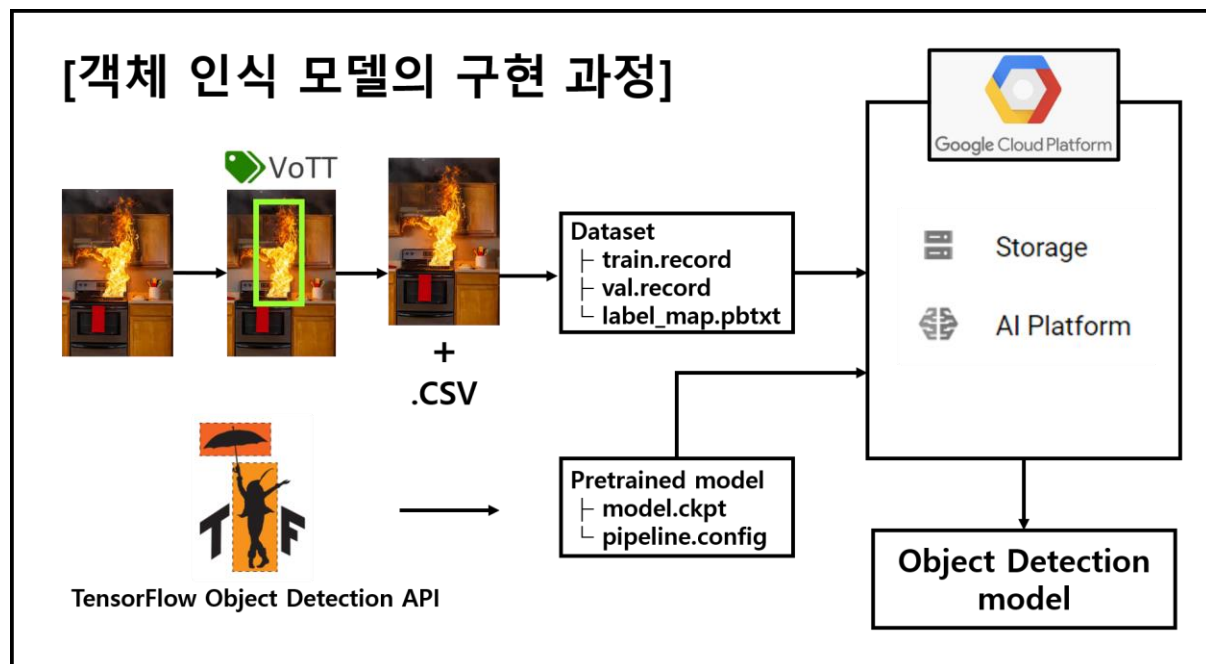 [객체 인식 모델의 구현 과정]
Google Cloud Platform
VoTT
Dataset
├ train.record
├ val.record
└ label_map.pbtxt
Storage
AI Platform
+
.CSV
TF
TensorFlow Object Detection API
Pretrained model
├ model.ckpt
└ pipeline.config
Object Detection
model